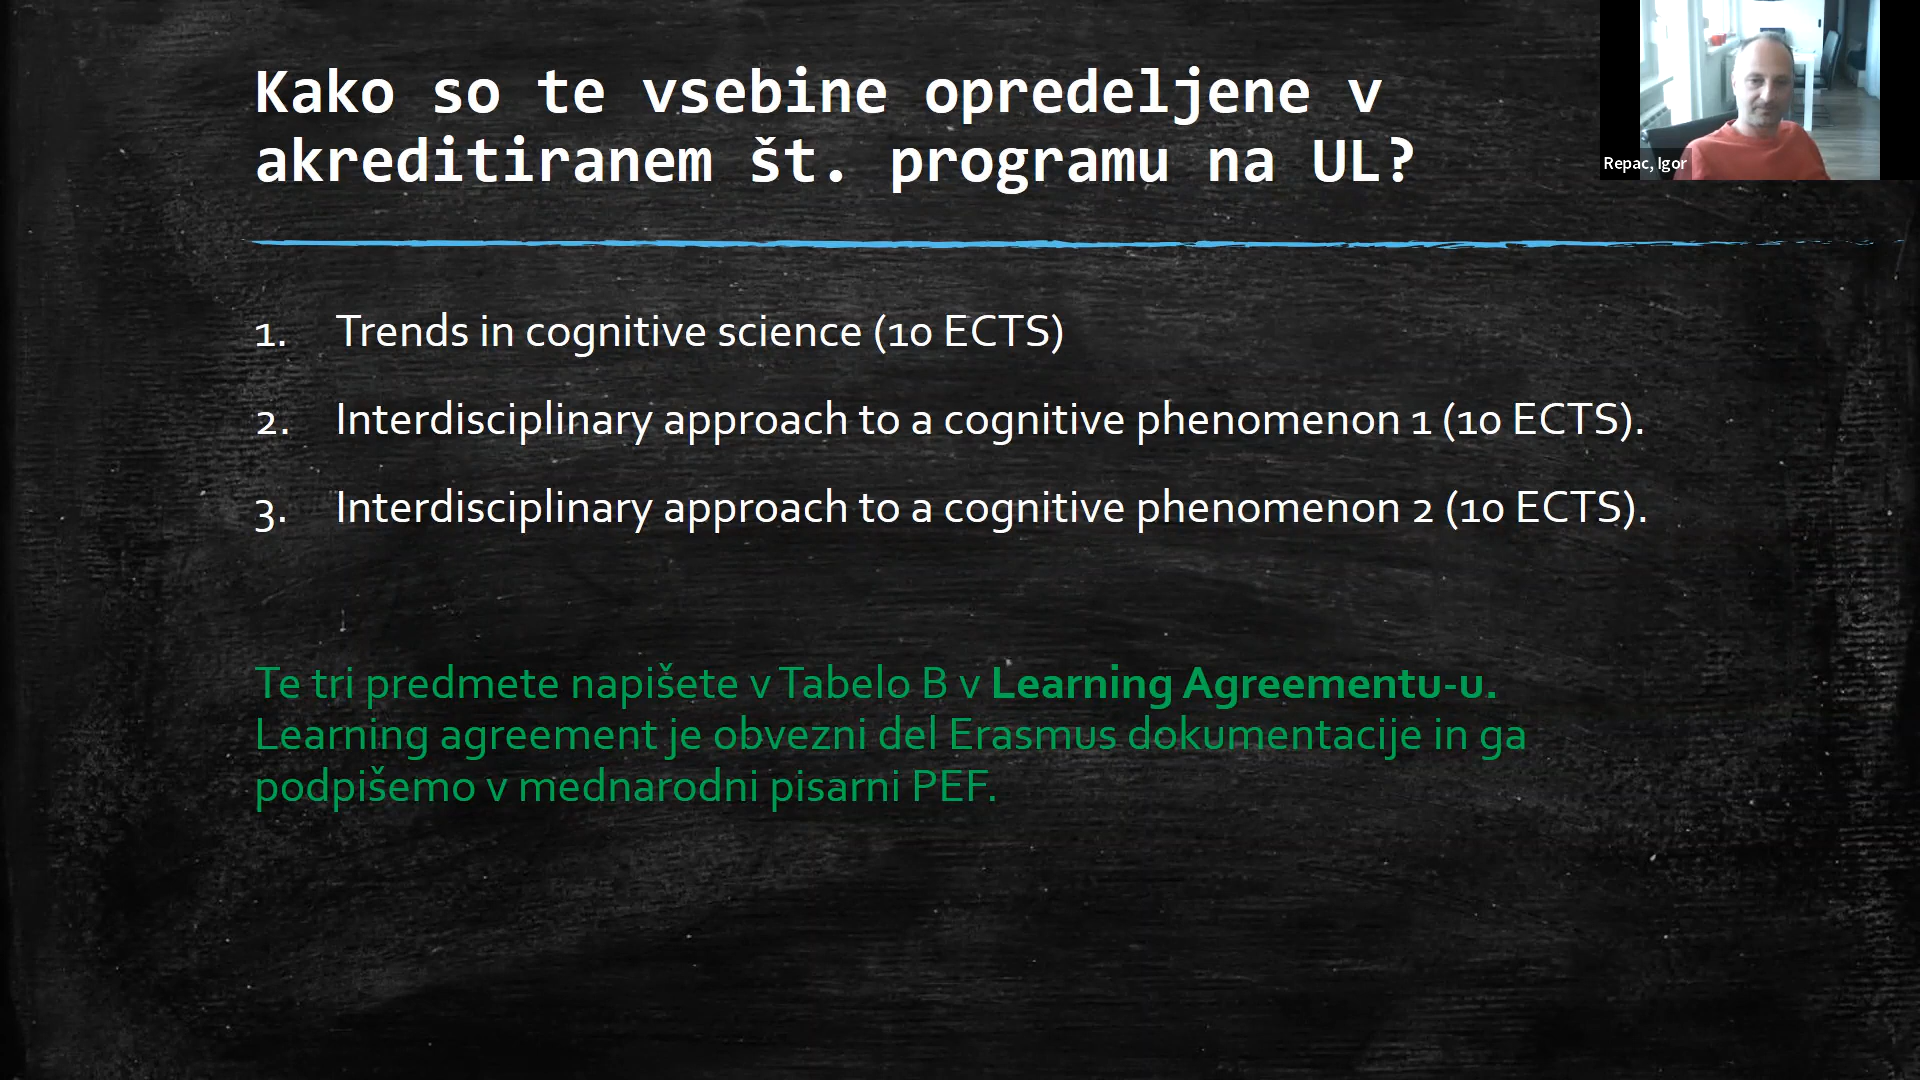 Kako so te vsebine opredeljene v
akreditiranem št. programu na UL?
Repac, Igor
1. Trends in cognitive science (10 ECTS)
2. Interdisciplinary approach to a cognitive phenomenon 1 (10 ECTS).
3. Interdisciplinary approach to a cognitive phenomenon 2 (10 ECTS).
Te tri predmete napišete v Tabelo B v Learning Agreementu-u.
Learning agreement je obvezni del Erasmus dokumentacije in ga
podpišemo v mednarodni pisarni PEF.